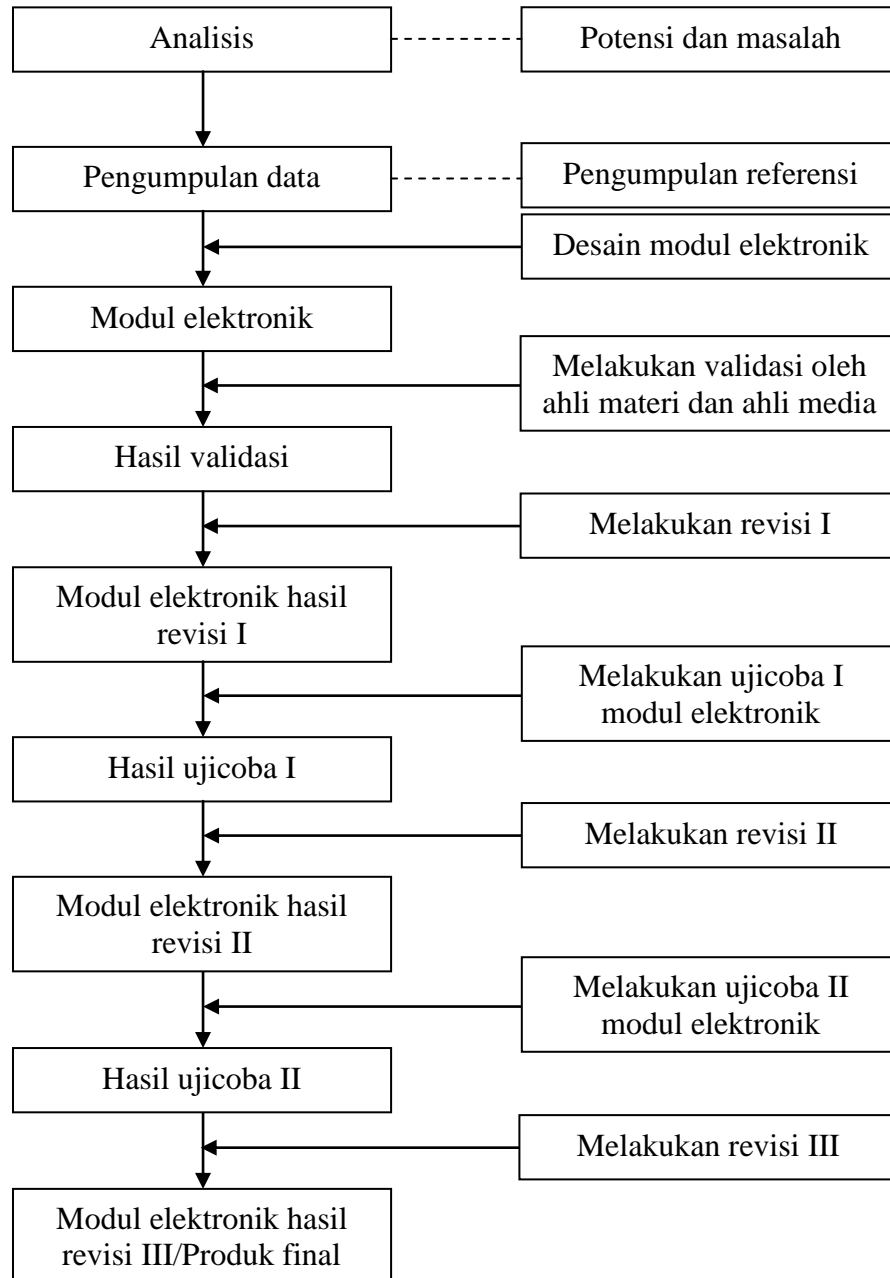 Analisis
Potensi dan masalah
Pengumpulan data
Pengumpulan referensi
Desain modul elektronik
Modul elektronik
Melakukan validasi oleh
ahli materi dan ahli media
Hasil validasi
Melakukan revisi I
Modul elektronik hasil
revisi I
Melakukan ujicoba I
modul elektronik
Hasil ujicoba I
Melakukan revisi II
Modul elektronik hasil
revisi II
Melakukan ujicoba II
modul elektronik
Hasil ujicoba II
Melakukan revisi III
Modul elektronik hasil
revisi III/Produk final